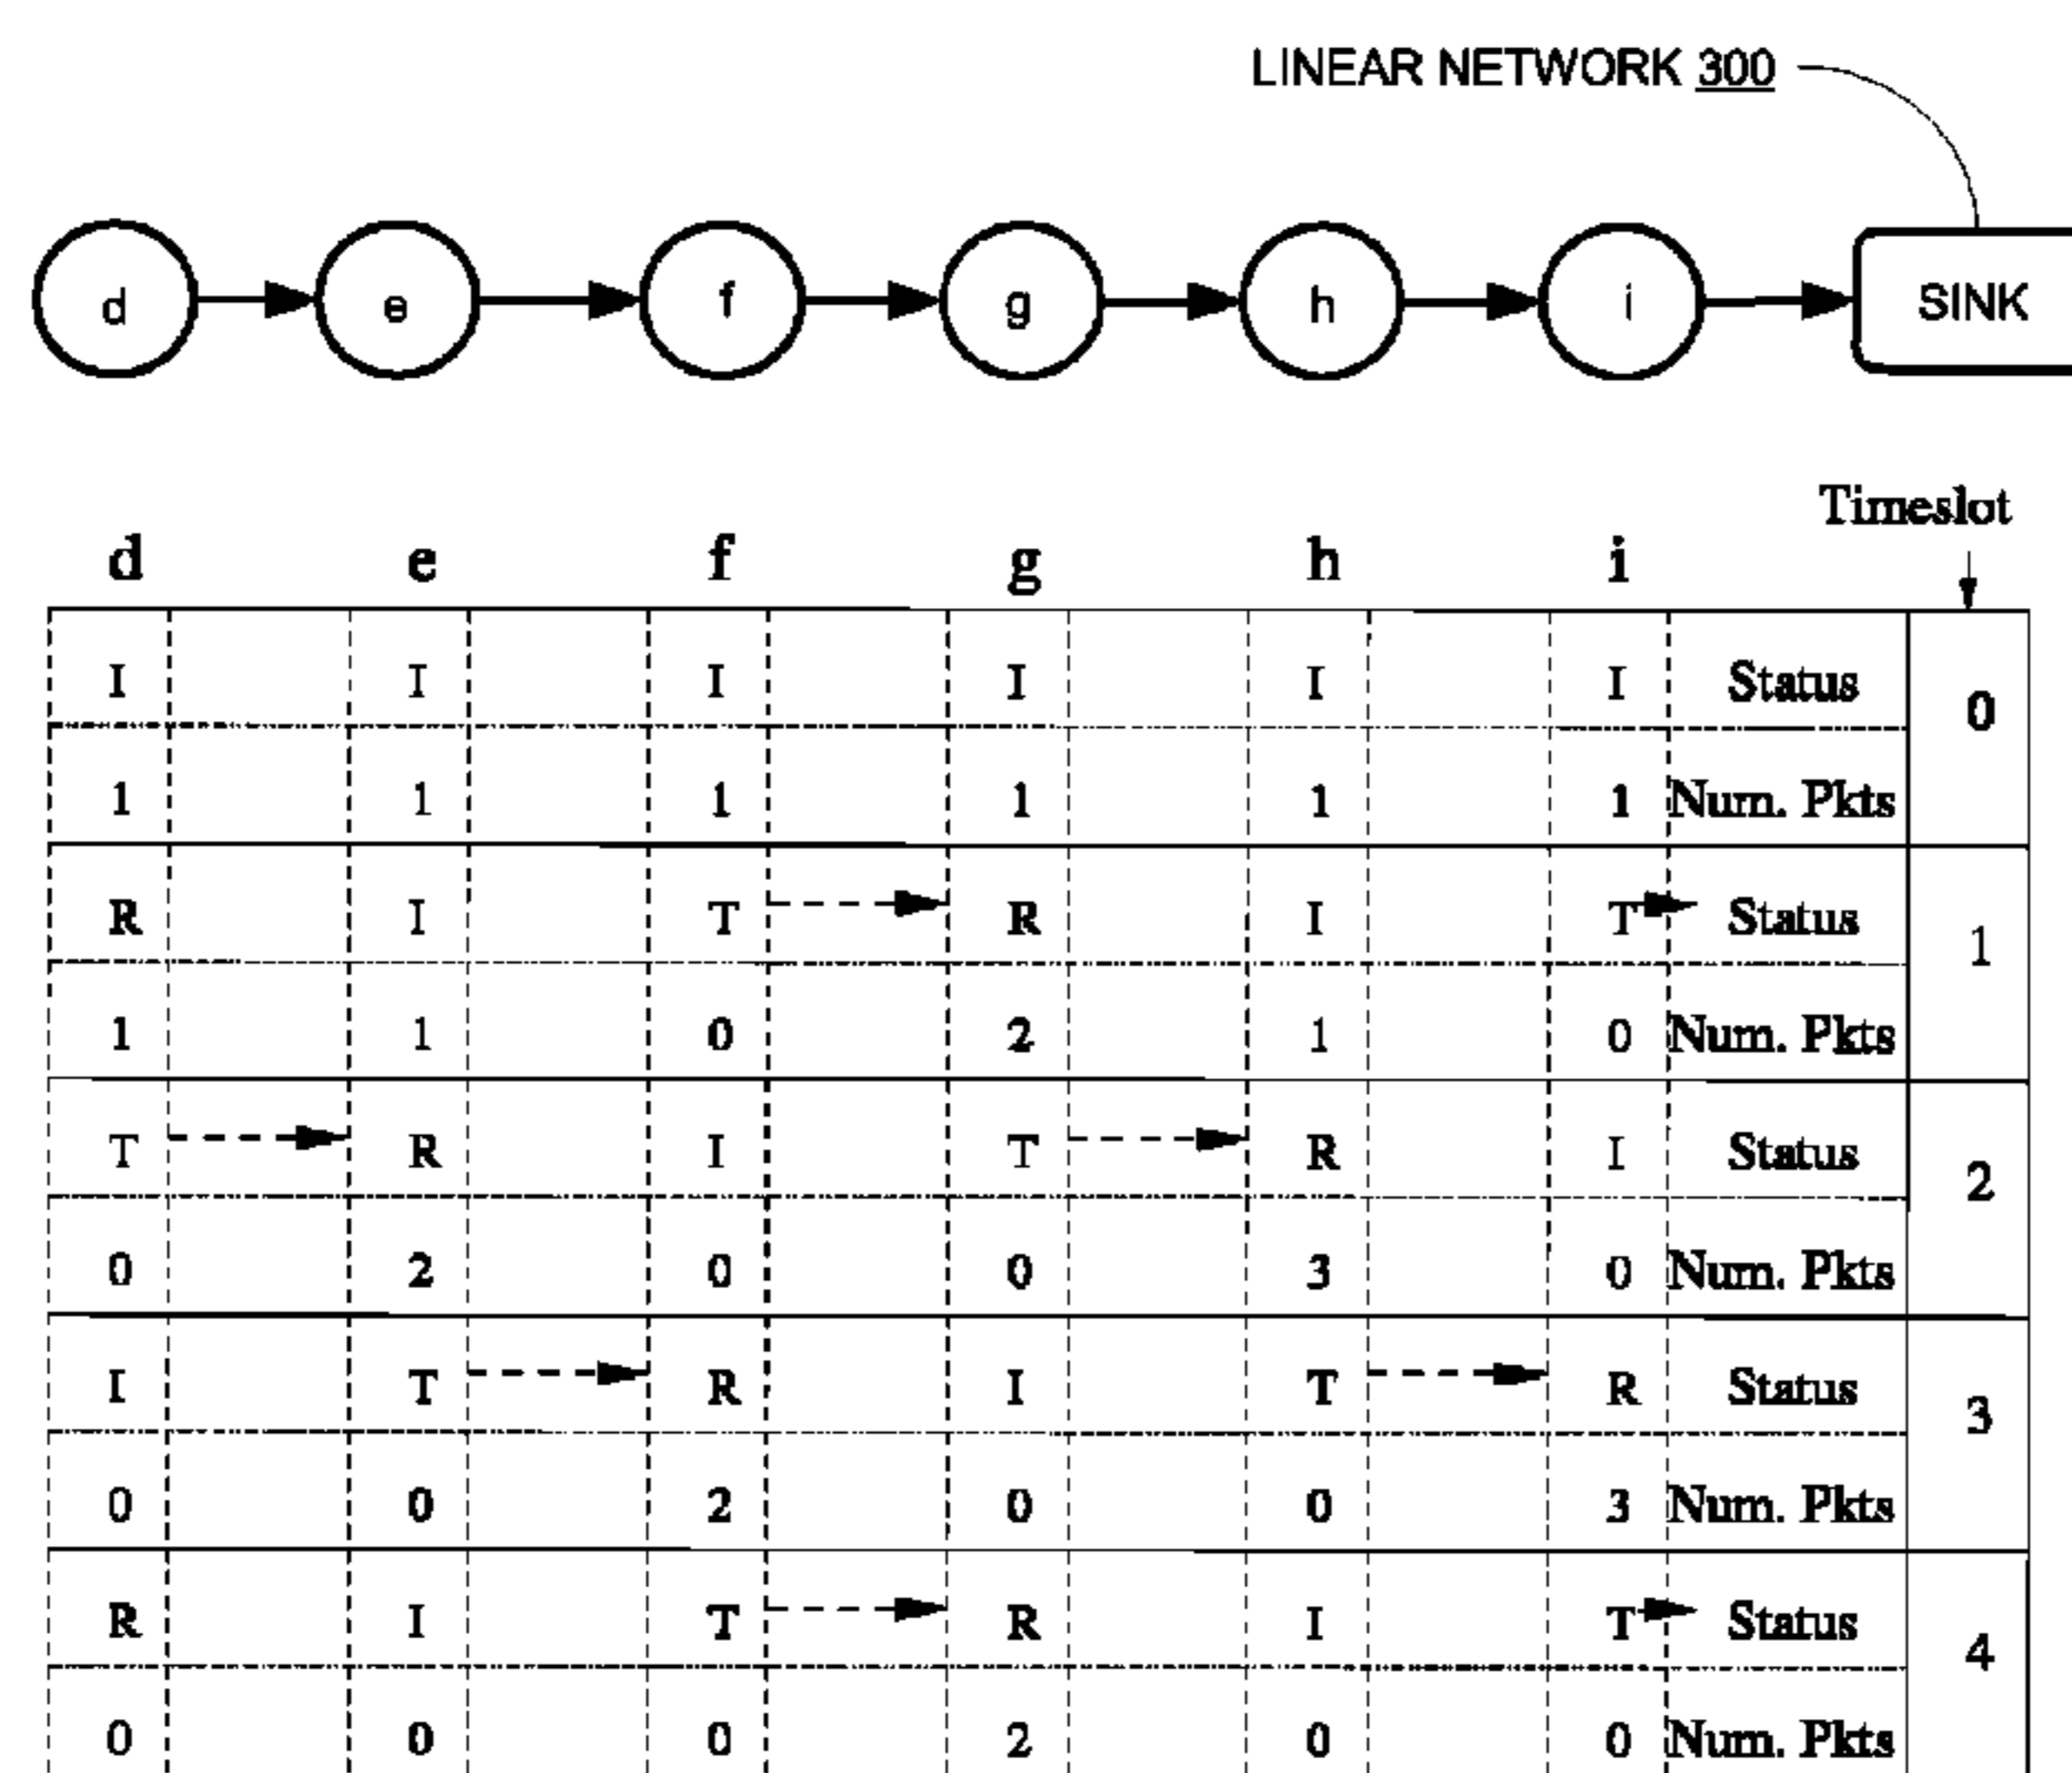 LINEAR NETWORK 300
d e f g h i SINK
Timeslot
d e f g h i
I I I I I I Status 0
1 1 1 1 1 1 Num. Pkts
R I T R I T Status 1
1 1 0 2 1 0 Num. Pkts
T R I T R I Status 2
0 2 0 0 3 0 Num. Pkts
I T R I T R Status 3
0 0 2 0 0 3 Num. Pkts
R I T R I T Status 4
0 0 0 2 0 0 Num. Pkts